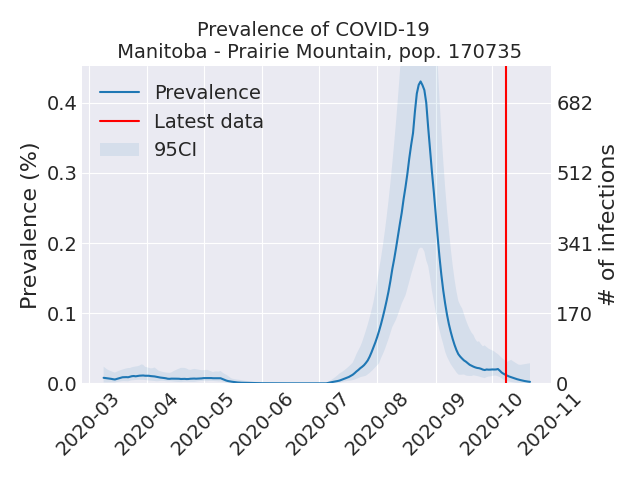 Prevalence of COVID-19
Manitoba - Prairie Mountain, pop. 170735
Prevalence
Latest data
95CI
Prevalence (%)
0.4
0.3
0.2
0.1
0.0
682
512
341
170
0
# of infections
2020-03
2020-04
2020-05
2020-06
2020-07
2020-08
2020-09
2020-10
2020-11